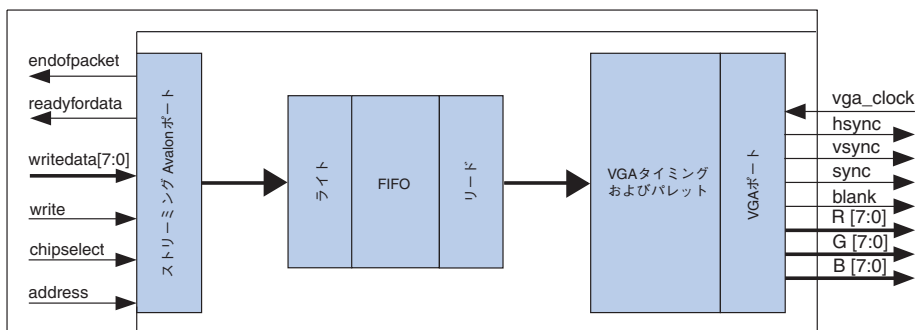 endofpacket
readyfordata
writedata[7:0]
write
chipselect
address
ストリーミング Avalonポート
ライト
FIFO
リード
VGAタイミング
およびパレット
VGAポート
vga_clock
hsync
vsync
sync
blank
R [7:0]
G [7:0]
B [7:0]